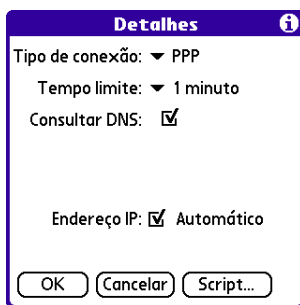 Detalhes
Tipo de conexão: PPP
Tempo limite: 1 minuto
Consultar DNS:
Endereço IP: Automático
OK Cancelar Script...